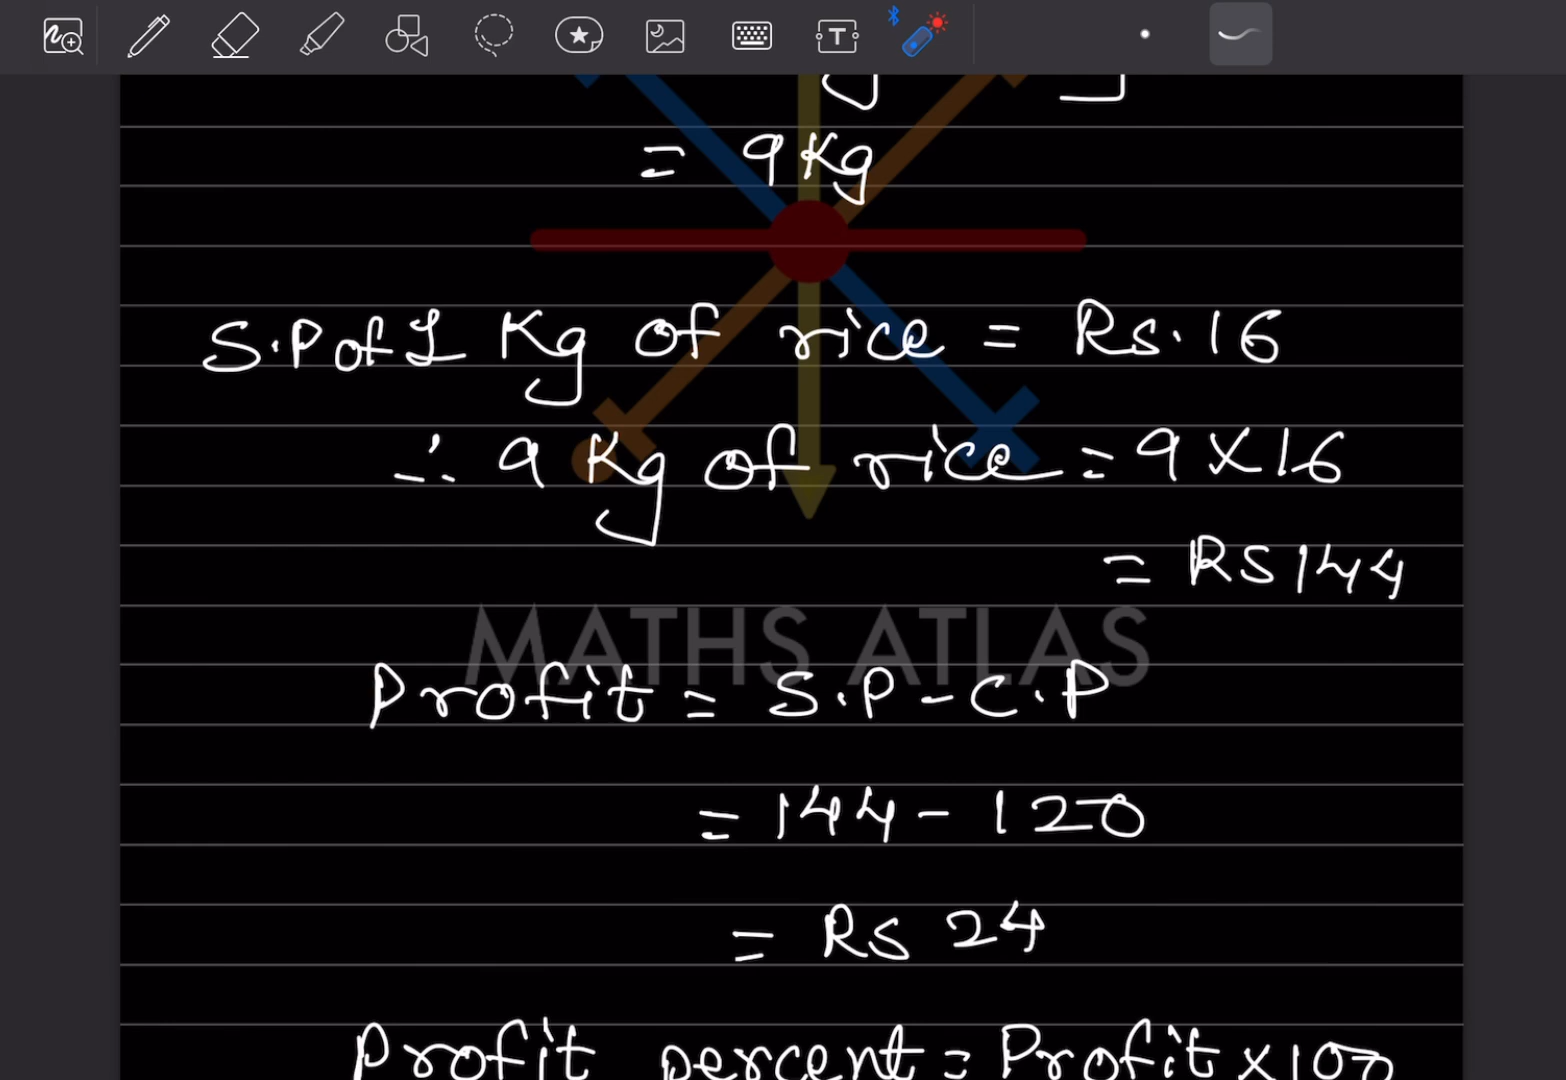 = 9 Kg
S.P of 1 Kg of rice = Rs. 16
∴ 9 Kg of rice = 9 X 16
= RS 144
MATHS ATLAS
Profit = S.P - C.P
= 144 - 120
= RS 24
Profit percent = Profit x 100